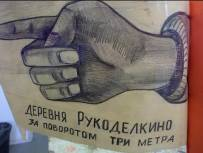 ДЕРЕВНЯ РУКОДЕЛКИНО
ЗА ПОВОРОТОМ ТРИ МЕТРА